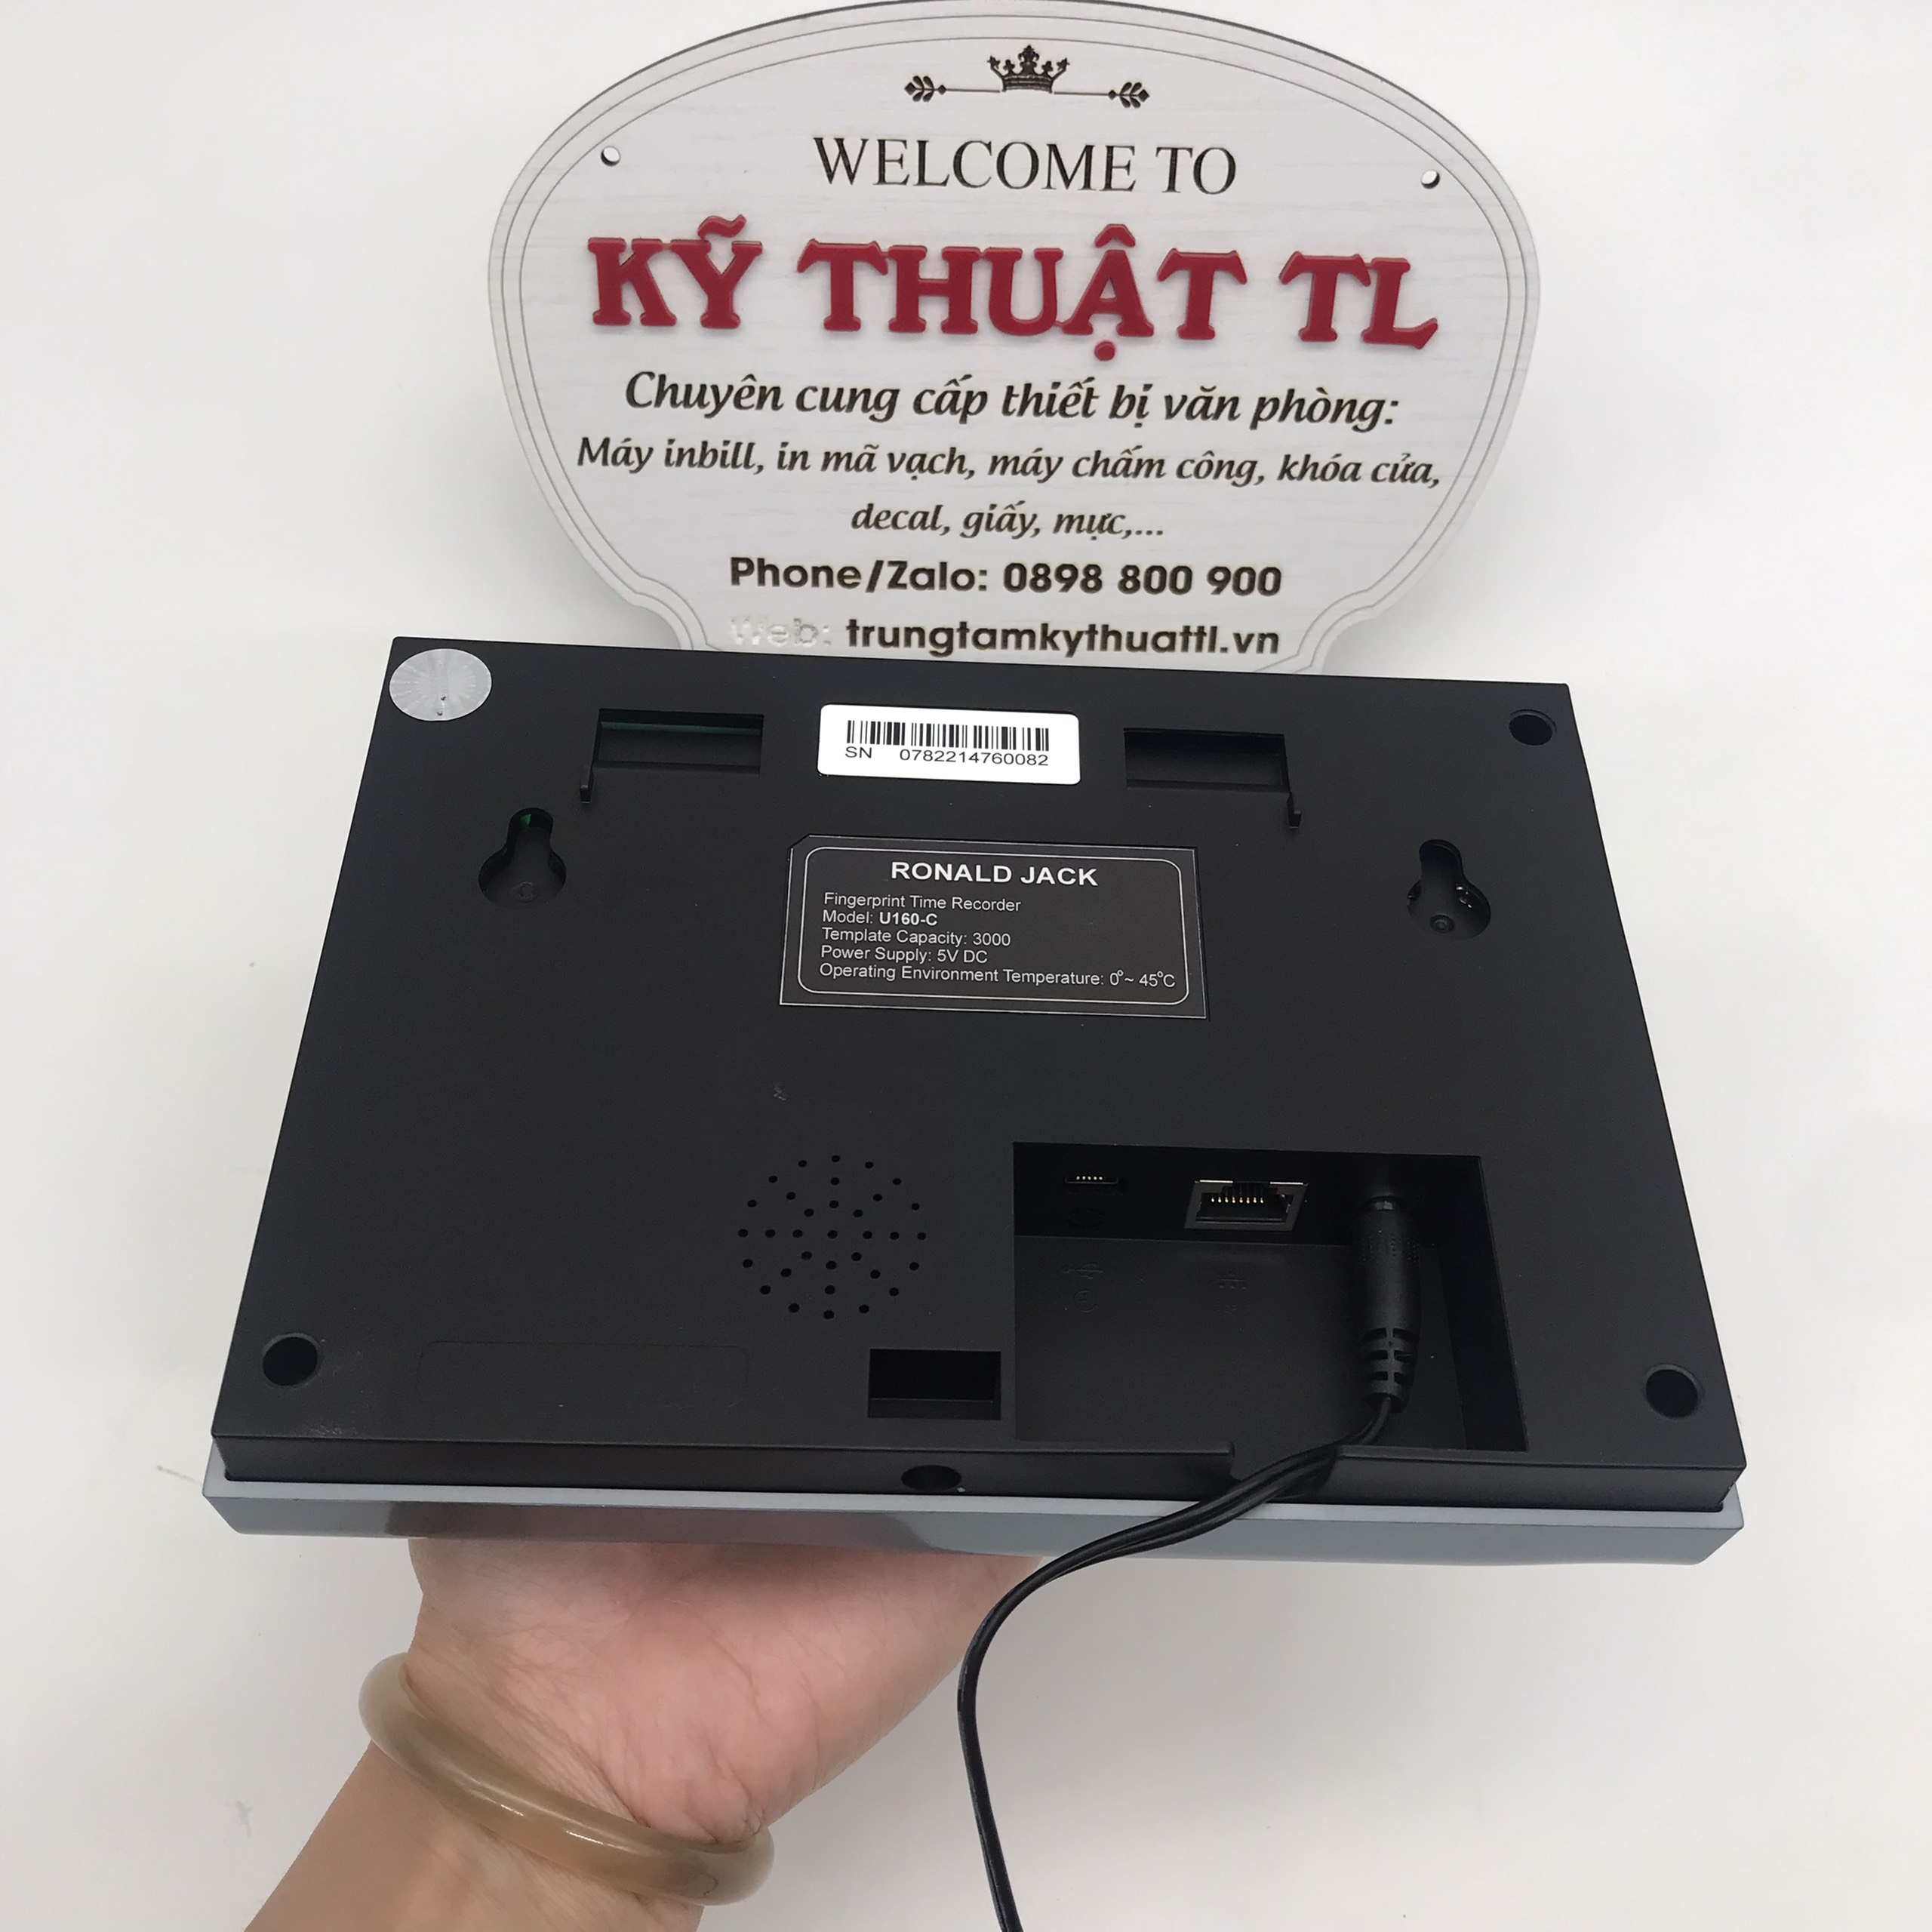 WELCOME TO
KỸ THUẬT TL
Chuyên cung cấp thiết bị văn phòng:
Máy inbill, in mã vạch, máy chấm công, khóa cửa,
decal, giấy, mực,...
Phone/Zalo: 0898 800 900
Web: trungtamkythuattl.vn
SN 0782214760082
RONALD JACK
Fingerprint Time Recorder
Model: U160-C
Template Capacity: 3000
Power Supply: 5V DC
Operating Environment Temperature: 0°~ 45°C